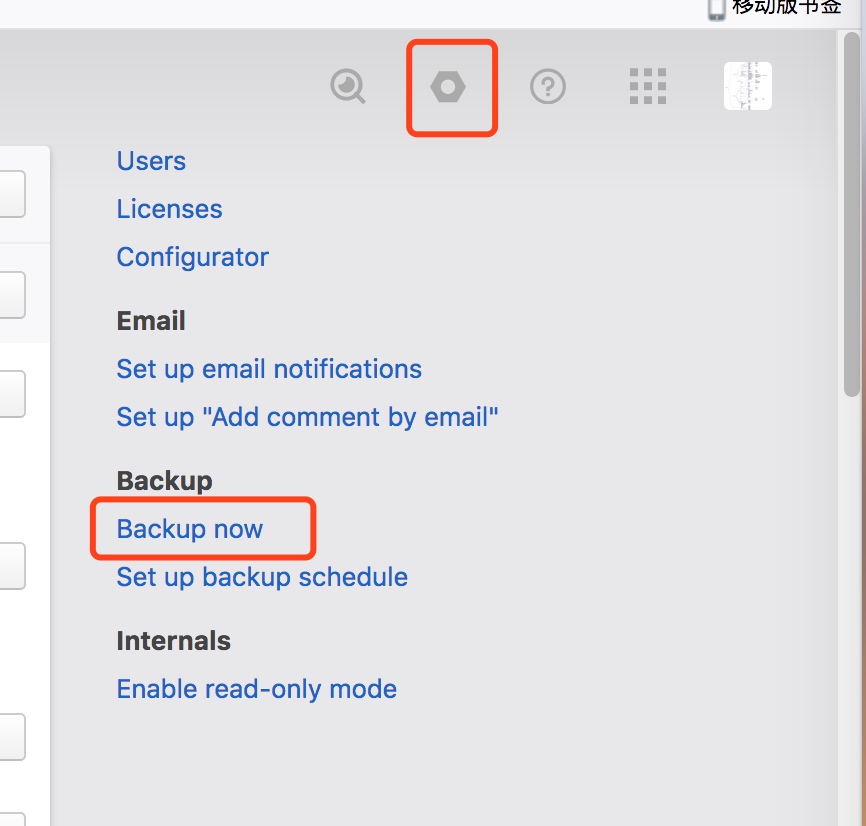 移动版书签
Users
Licenses
Configurator
Email
Set up email notifications
Set up "Add comment by email"
Backup
Backup now
Set up backup schedule
Internals
Enable read-only mode